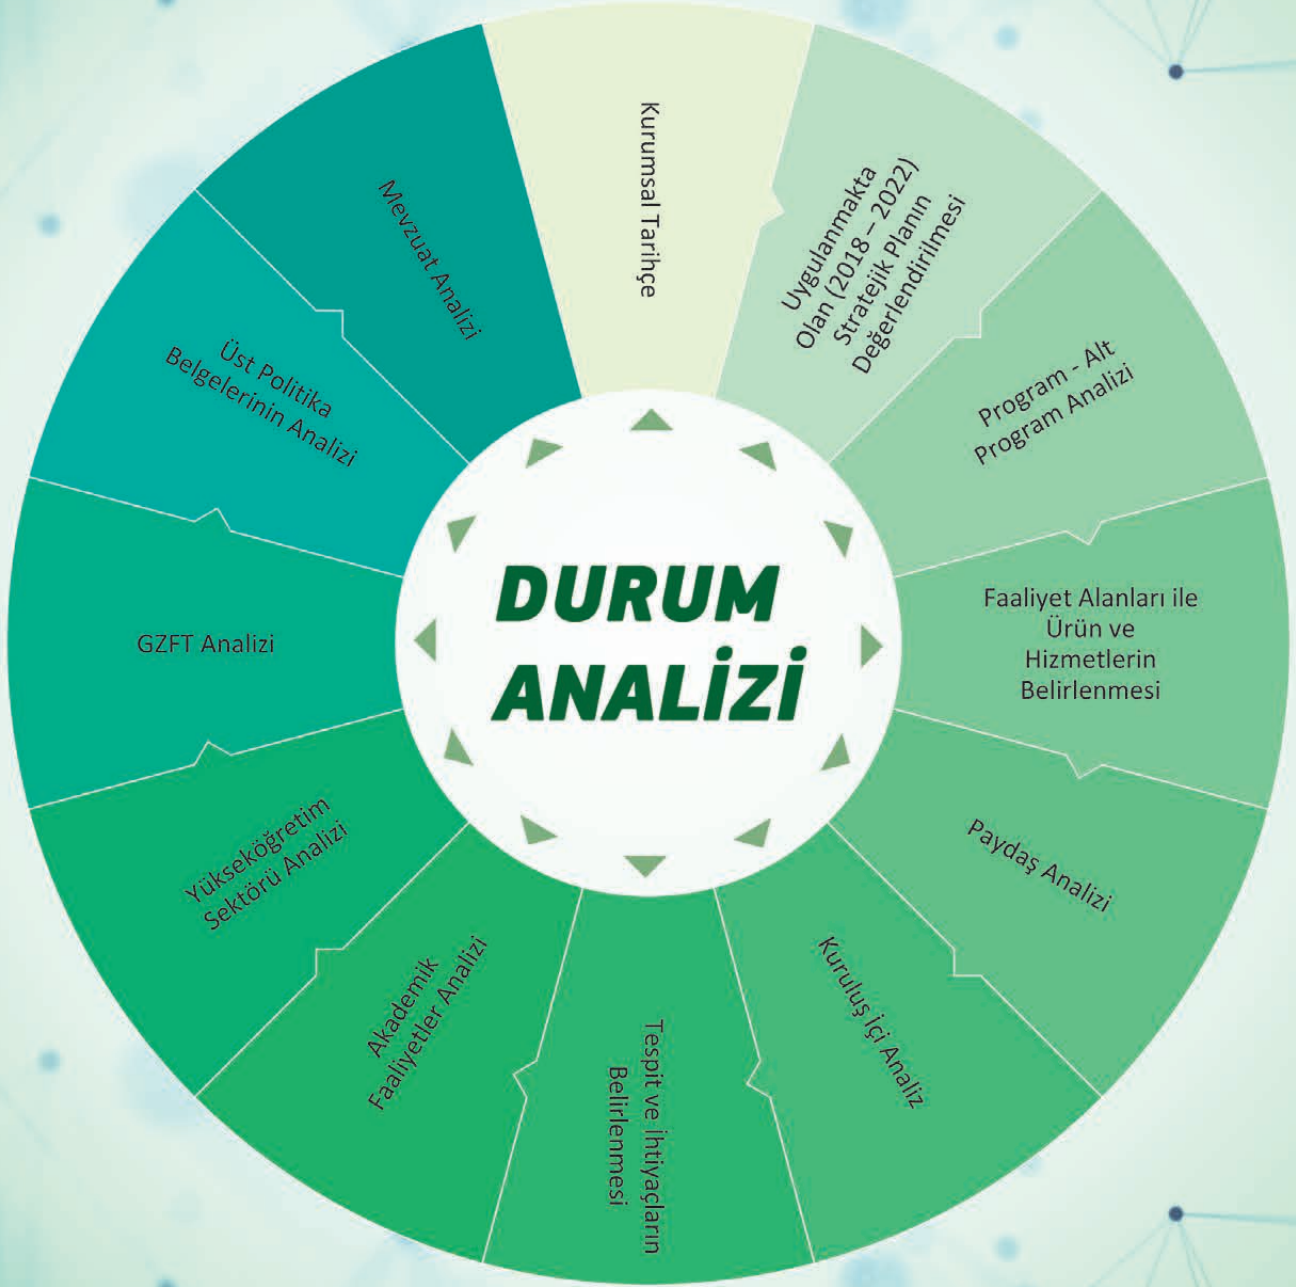 Kurumsal Tarihçe
Uygulanmakta
Olan (2018 – 2022)
Stratejik Planın
Değerlendirilmesi
Program - Alt
Program Analizi
Faaliyet Alanları ile
Ürün ve
Hizmetlerin
Belirlenmesi
Paydaş Analizi
Kuruluş İçi Analiz
Tespit ve İhtiyaçların
Belirlenmesi
Akademik
Faaliyetler Analizi
Yükseköğretim
Sektörü Analizi
GZFT Analizi
Üst Politika
Belgelerinin Analizi
Mevzuat Analizi
DURUM
ANALİZİ